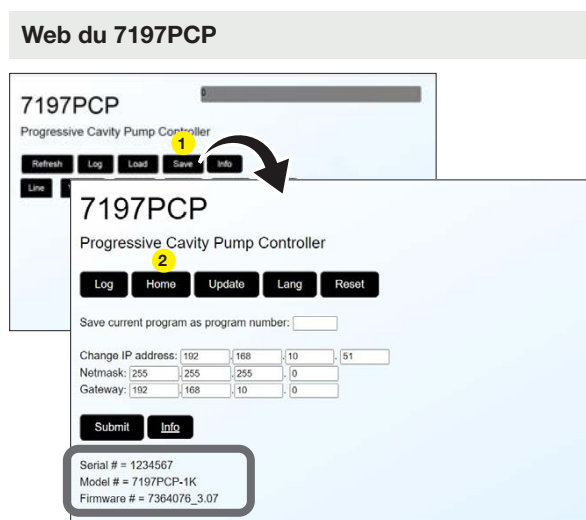 Web du 7197PCP
0
7197PCP
Progressive Cavity Pump Controller
1
Refresh Log Load Save Info
Line
7197PCP
Progressive Cavity Pump Controller
2
Log Home Update Lang Reset
Save current program as program number:
Change IP address: 192 . 168 . 10 . 51
Netmask: 255 . 255 . 255 . 0
Gateway: 192 . 168 . 10 . 0
Submit Info
Serial # = 1234567
Model # = 7197PCP-1K
Firmware # = 7364076_3.07